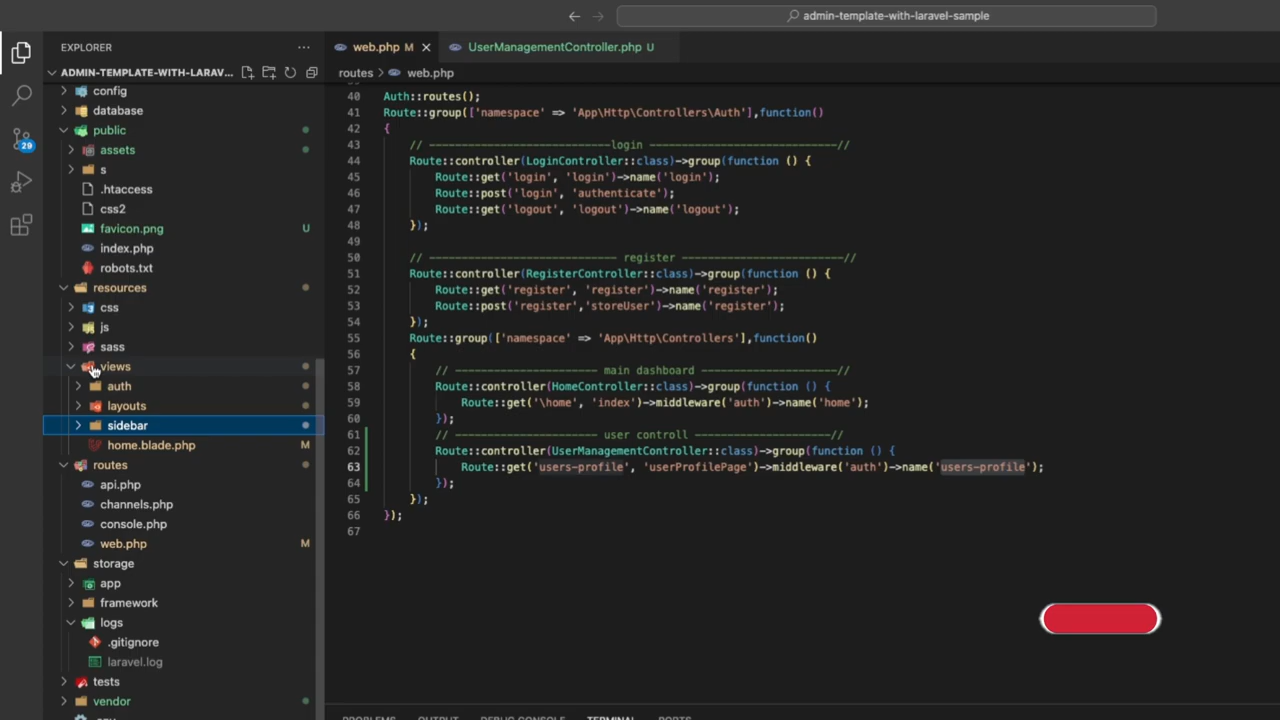 admin-template-with-laravel-sample
EXPLORER
ADMIN-TEMPLATE-WITH-LARAV...
config
database
public
assets
s
.htaccess
css2
favicon.png U
index.php
robots.txt
resources
css
js
sass
views
auth
layouts
sidebar
home.blade.php M
routes
api.php
channels.php
console.php
web.php M
storage
app
framework
logs
.gitignore
laravel.log
tests
vendor
29
web.php M
UserManagementController.php U
routes > web.php
40 Auth::routes();
41 Route::group(['namespace' => 'App\Http\Controllers\Auth'],function()
42 {
43 // ----------------------------login ------------------------------//
44 Route::controller(LoginController::class)->group(function () {
45 Route::get('login', 'login')->name('login');
46 Route::post('login', 'authenticate');
47 Route::get('logout', 'logout')->name('logout');
48 });
49
50 // ----------------------------- register -------------------------//
51 Route::controller(RegisterController::class)->group(function () {
52 Route::get('register', 'register')->name('register');
53 Route::post('register','storeUser')->name('register');
54 });
55 Route::group(['namespace' => 'App\Http\Controllers'],function()
56 {
57 // ----------------------- main dashboard ----------------------//
58 Route::controller(HomeController::class)->group(function () {
59 Route::get('\home', 'index')->middleware('auth')->name('home');
60 });
61 // ----------------------- user controll ---------------------//
62 Route::controller(UserManagementController::class)->group(function () {
63 Route::get('users-profile', 'userProfilePage')->middleware('auth')->name('users-profile');
64 });
65 });
66 });
67
PROBLEMS OUTPUT DEBUG CONSOLE TERMINAL PORTS